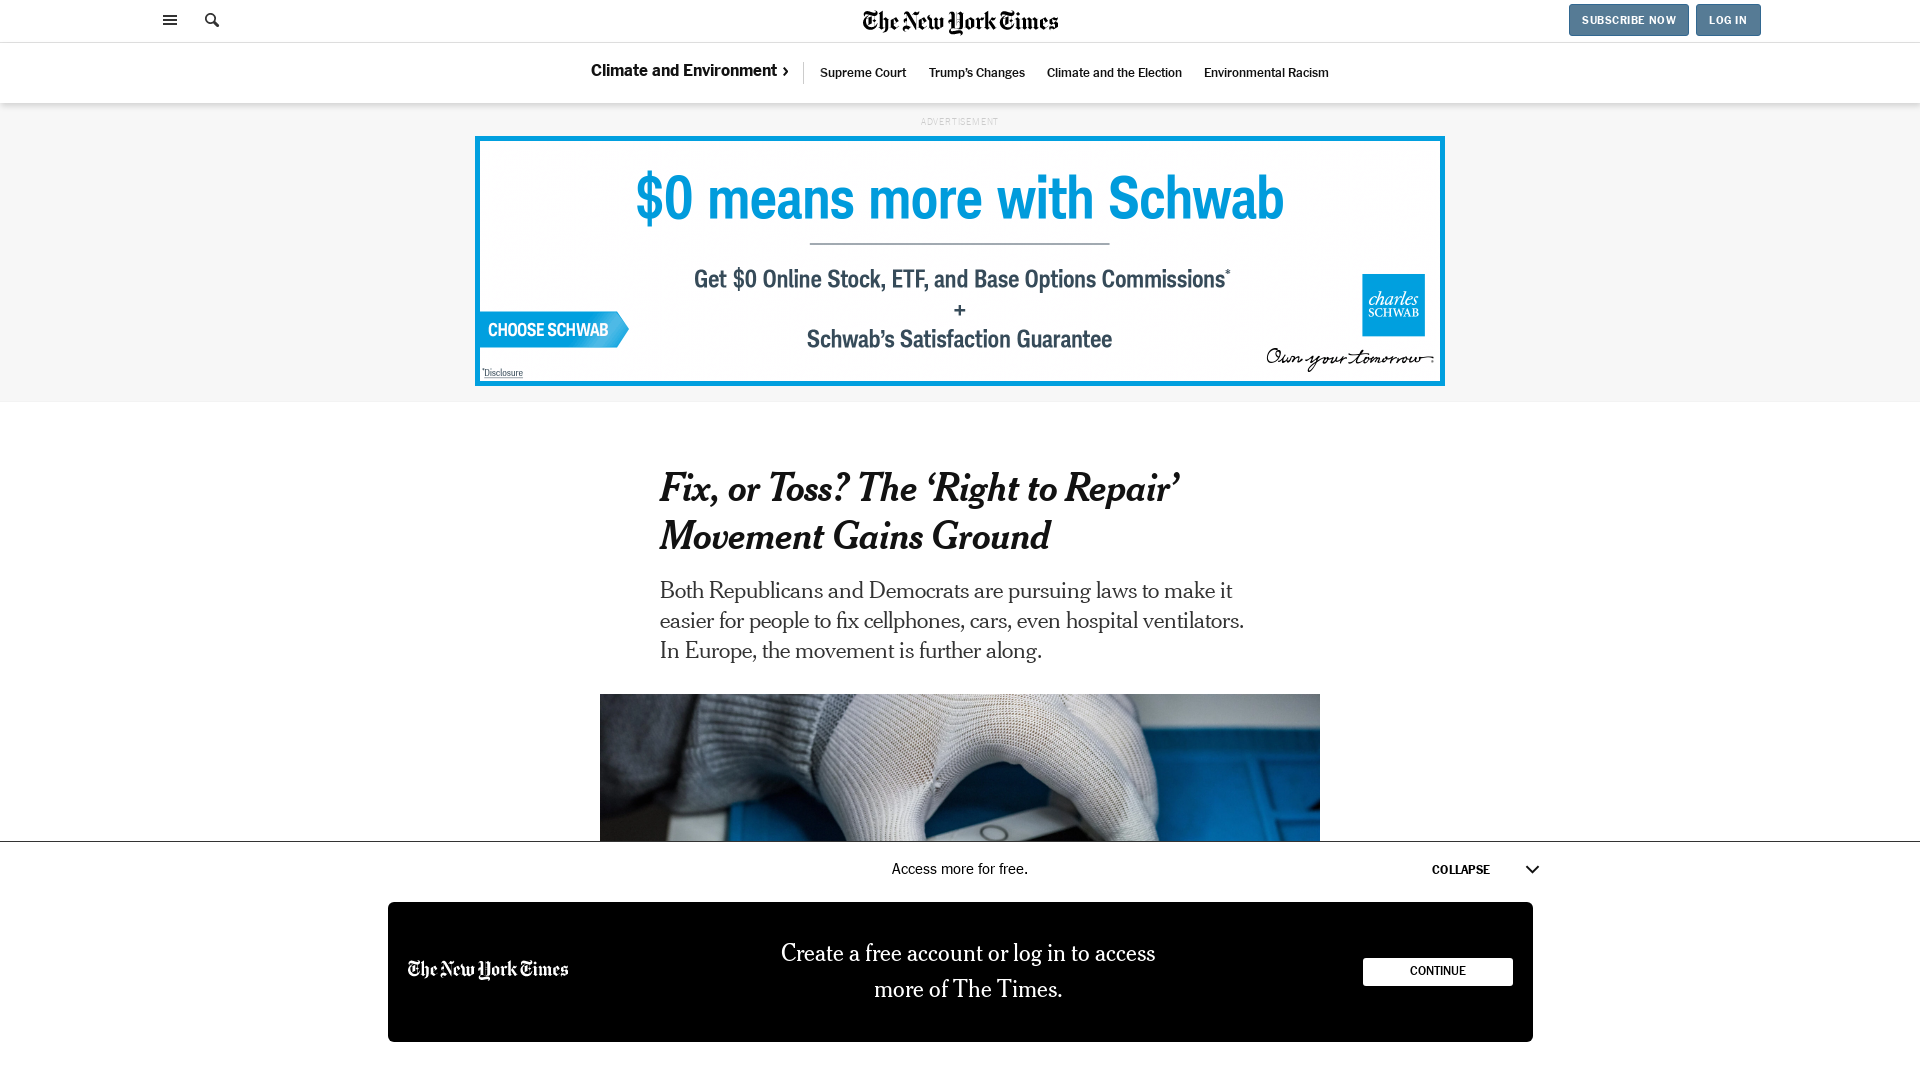 The New York Times
SUBSCRIBE NOW
LOG IN
Climate and Environment
Supreme Court
Trump's Changes
Climate and the Election
Environmental Racism
ADVERTISEMENT
$0 means more with Schwab
Get $0 Online Stock, ETF, and Base Options Commissions*
+
Schwab's Satisfaction Guarantee
CHOOSE SCHWAB
charles
SCHWAB
Own your tomorrow
*Disclosure
Fix, or Toss? The ‘Right to Repair’
Movement Gains Ground
Both Republicans and Democrats are pursuing laws to make it
easier for people to fix cellphones, cars, even hospital ventilators.
In Europe, the movement is further along.
Access more for free.
COLLAPSE
The New York Times
Create a free account or log in to access
more of The Times.
CONTINUE